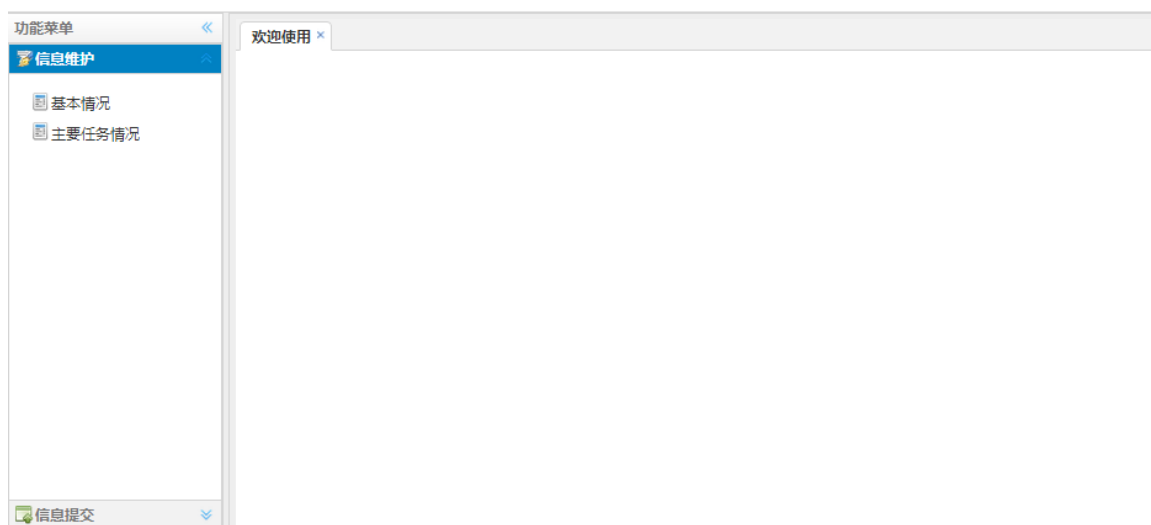 功能菜单
欢迎使用
信息维护
基本情况
主要任务情况
信息提交